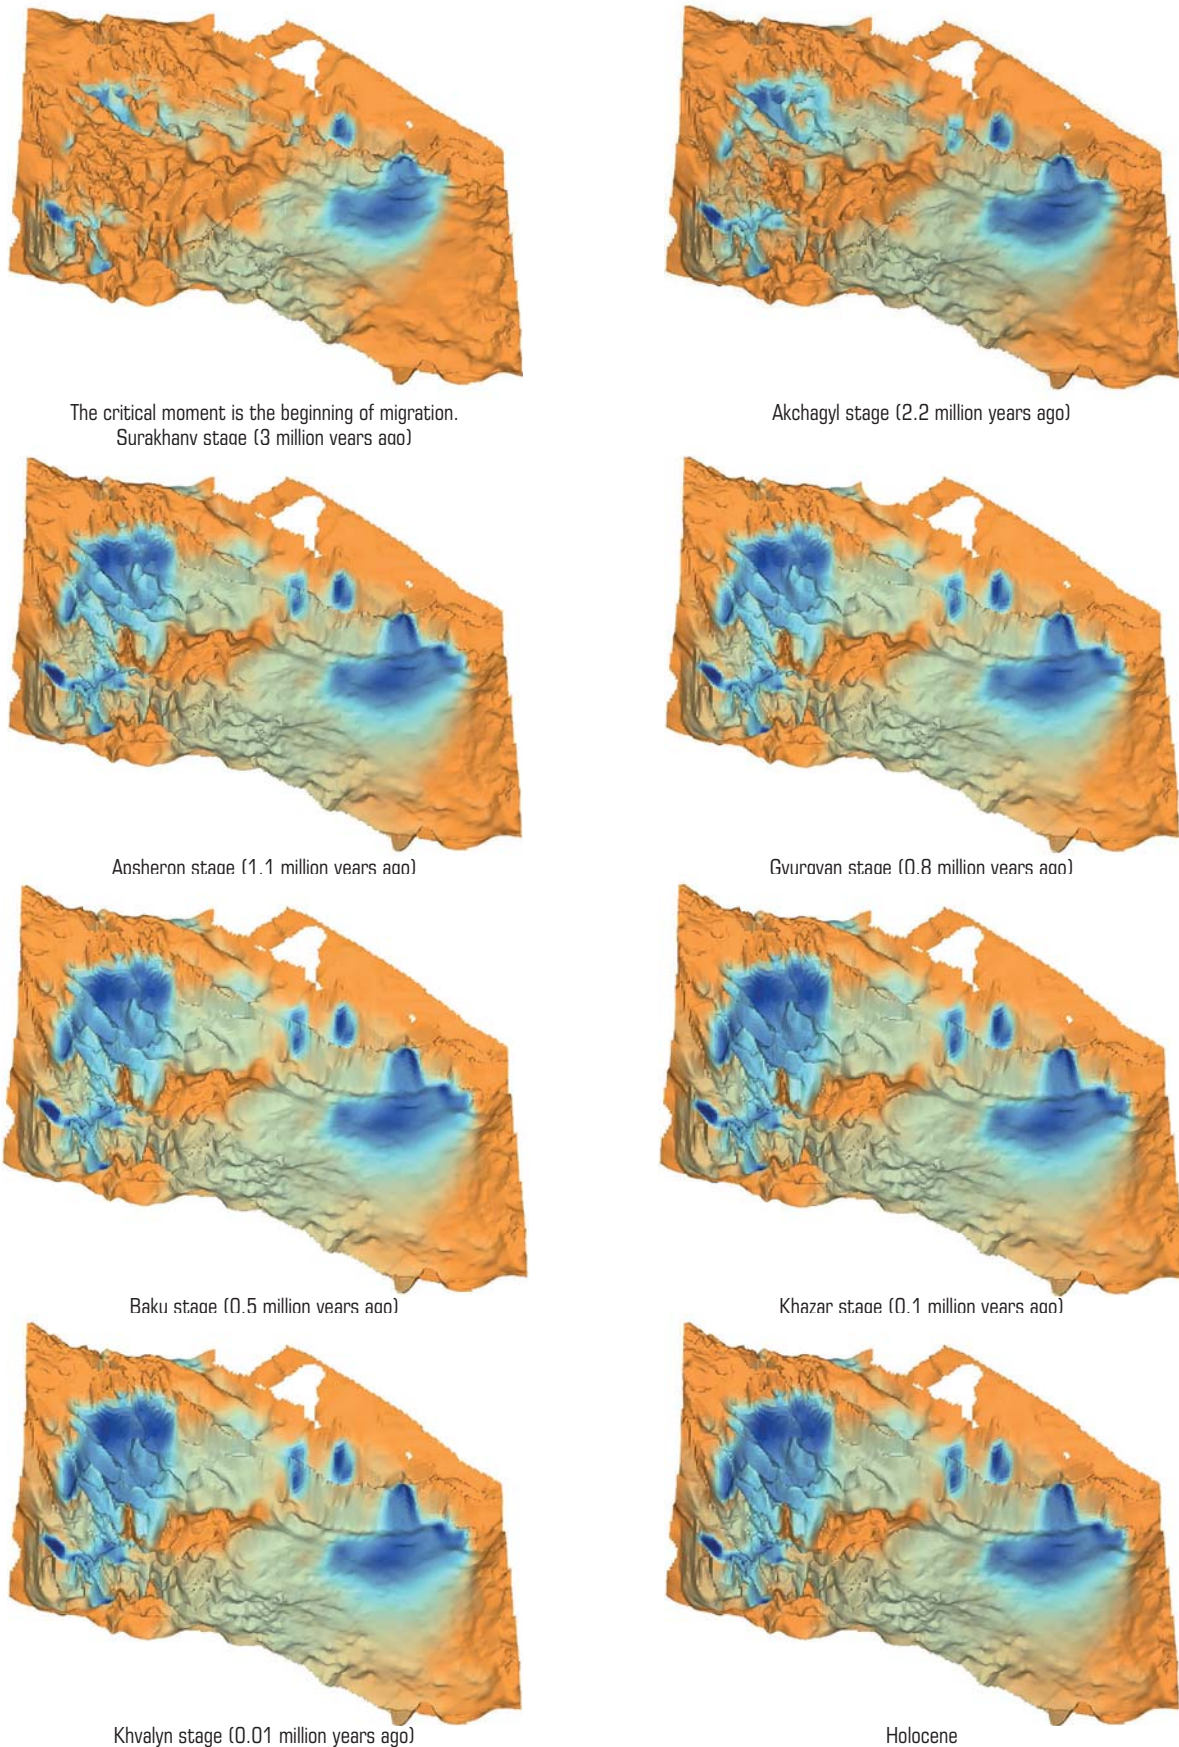 The critical moment is the beginning of migration.
Surakhany stage (3 million years ago)
Akchagyl stage (2.2 million years ago)
Apsheron stage (1.1 million years ago)
Gyurgyan stage (0.8 million years ago)
Baku stage (0.5 million years ago)
Khazar stage (0.1 million years ago)
Khvalyn stage (0.01 million years ago)
Holocene